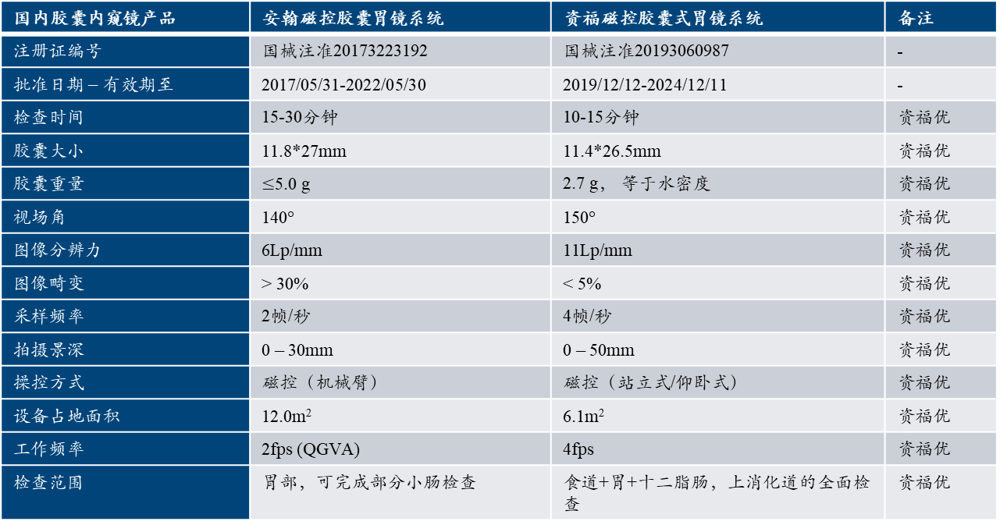 国内胶囊内窥镜产品 安翰磁控胶囊胃镜系统 资福磁控胶囊式胃镜系统 备注
注册证编号 国械注准20173223192 国械注准20193060987 -
批准日期 – 有效期至 2017/05/31-2022/05/30 2019/12/12-2024/12/11 -
检查时间 15-30分钟 10-15分钟 资福优
胶囊大小 11.8*27mm 11.4*26.5mm 资福优
胶囊重量 ≤5.0 g 2.7 g， 等于水密度 资福优
视场角 140° 150° 资福优
图像分辨力 6Lp/mm 11Lp/mm 资福优
图像畸变 > 30% < 5% 资福优
采样频率 2帧/秒 4帧/秒 资福优
拍摄景深 0 – 30mm 0 – 50mm 资福优
操控方式 磁控（机械臂） 磁控（站立式/仰卧式） 资福优
设备占地面积 12.0m² 6.1m² 资福优
工作频率 2fps (QGVA) 4fps 资福优
检查范围 胃部，可完成部分小肠检查 食道+胃+十二脂肠，上消化道的全面检 资福优
查